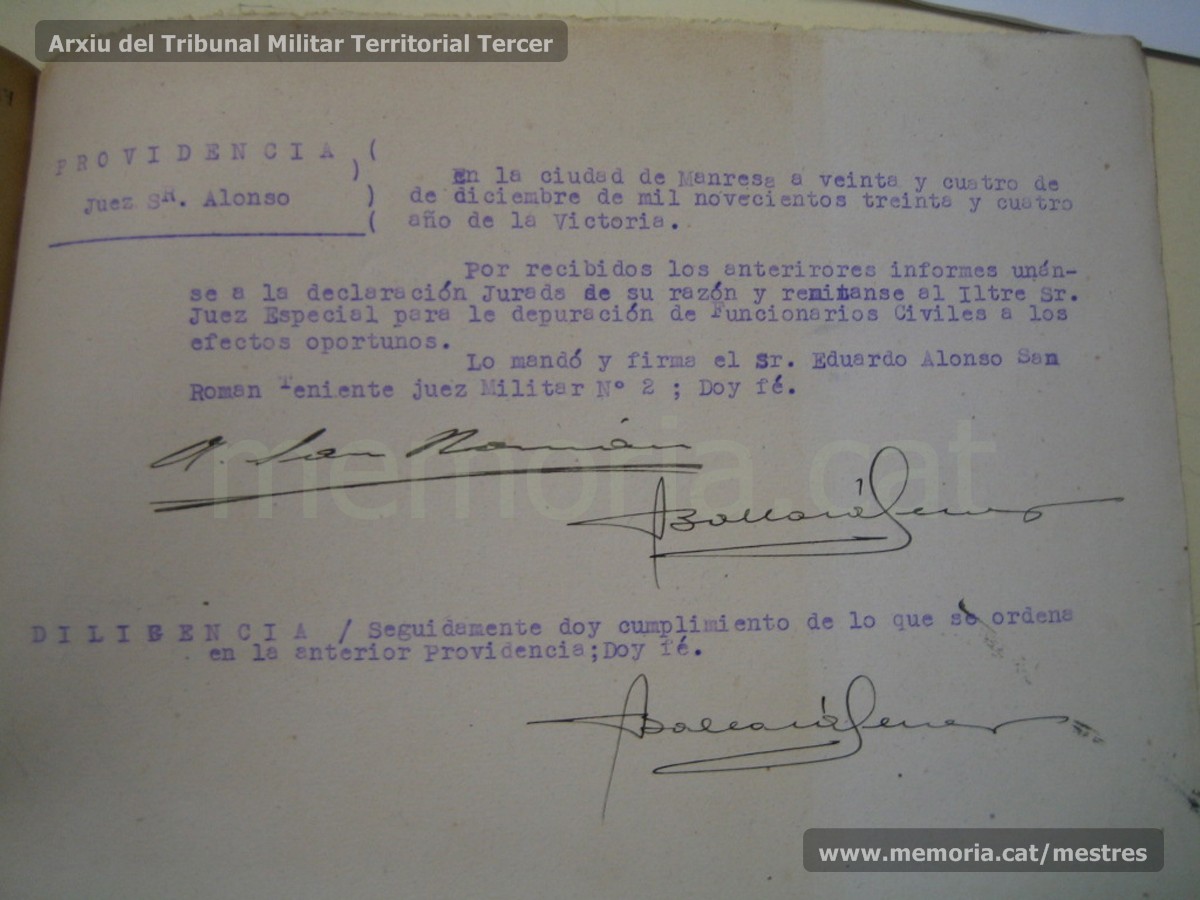 Arxiu del Tribunal Militar Territorial Tercer
PROVIDENCIA
Juez SR. Alonso
En la ciudad de Manresa a veinta y cuatro de
de diciembre de mil novecientos treinta y cuatro
año de la Victoria.
Por recibidos los anterirores informes unán-
se a la declaración Jurada de su razón y remitanse al Iltre Sr.
Juez Especial para le depuración de Funcionarios Civiles a los
efectos oportunos.
Lo mandó y firma el Sr. Eduardo Alonso San
Roman Teniente juez Militar Nº 2 ; Doy fé.
A. San Román
memoria.cat
DILIGENCIA / Seguidamente doy cumplimiento de lo que se ordena
en la anterior Providencia;Doy fé.
www.memoria.cat/mestres